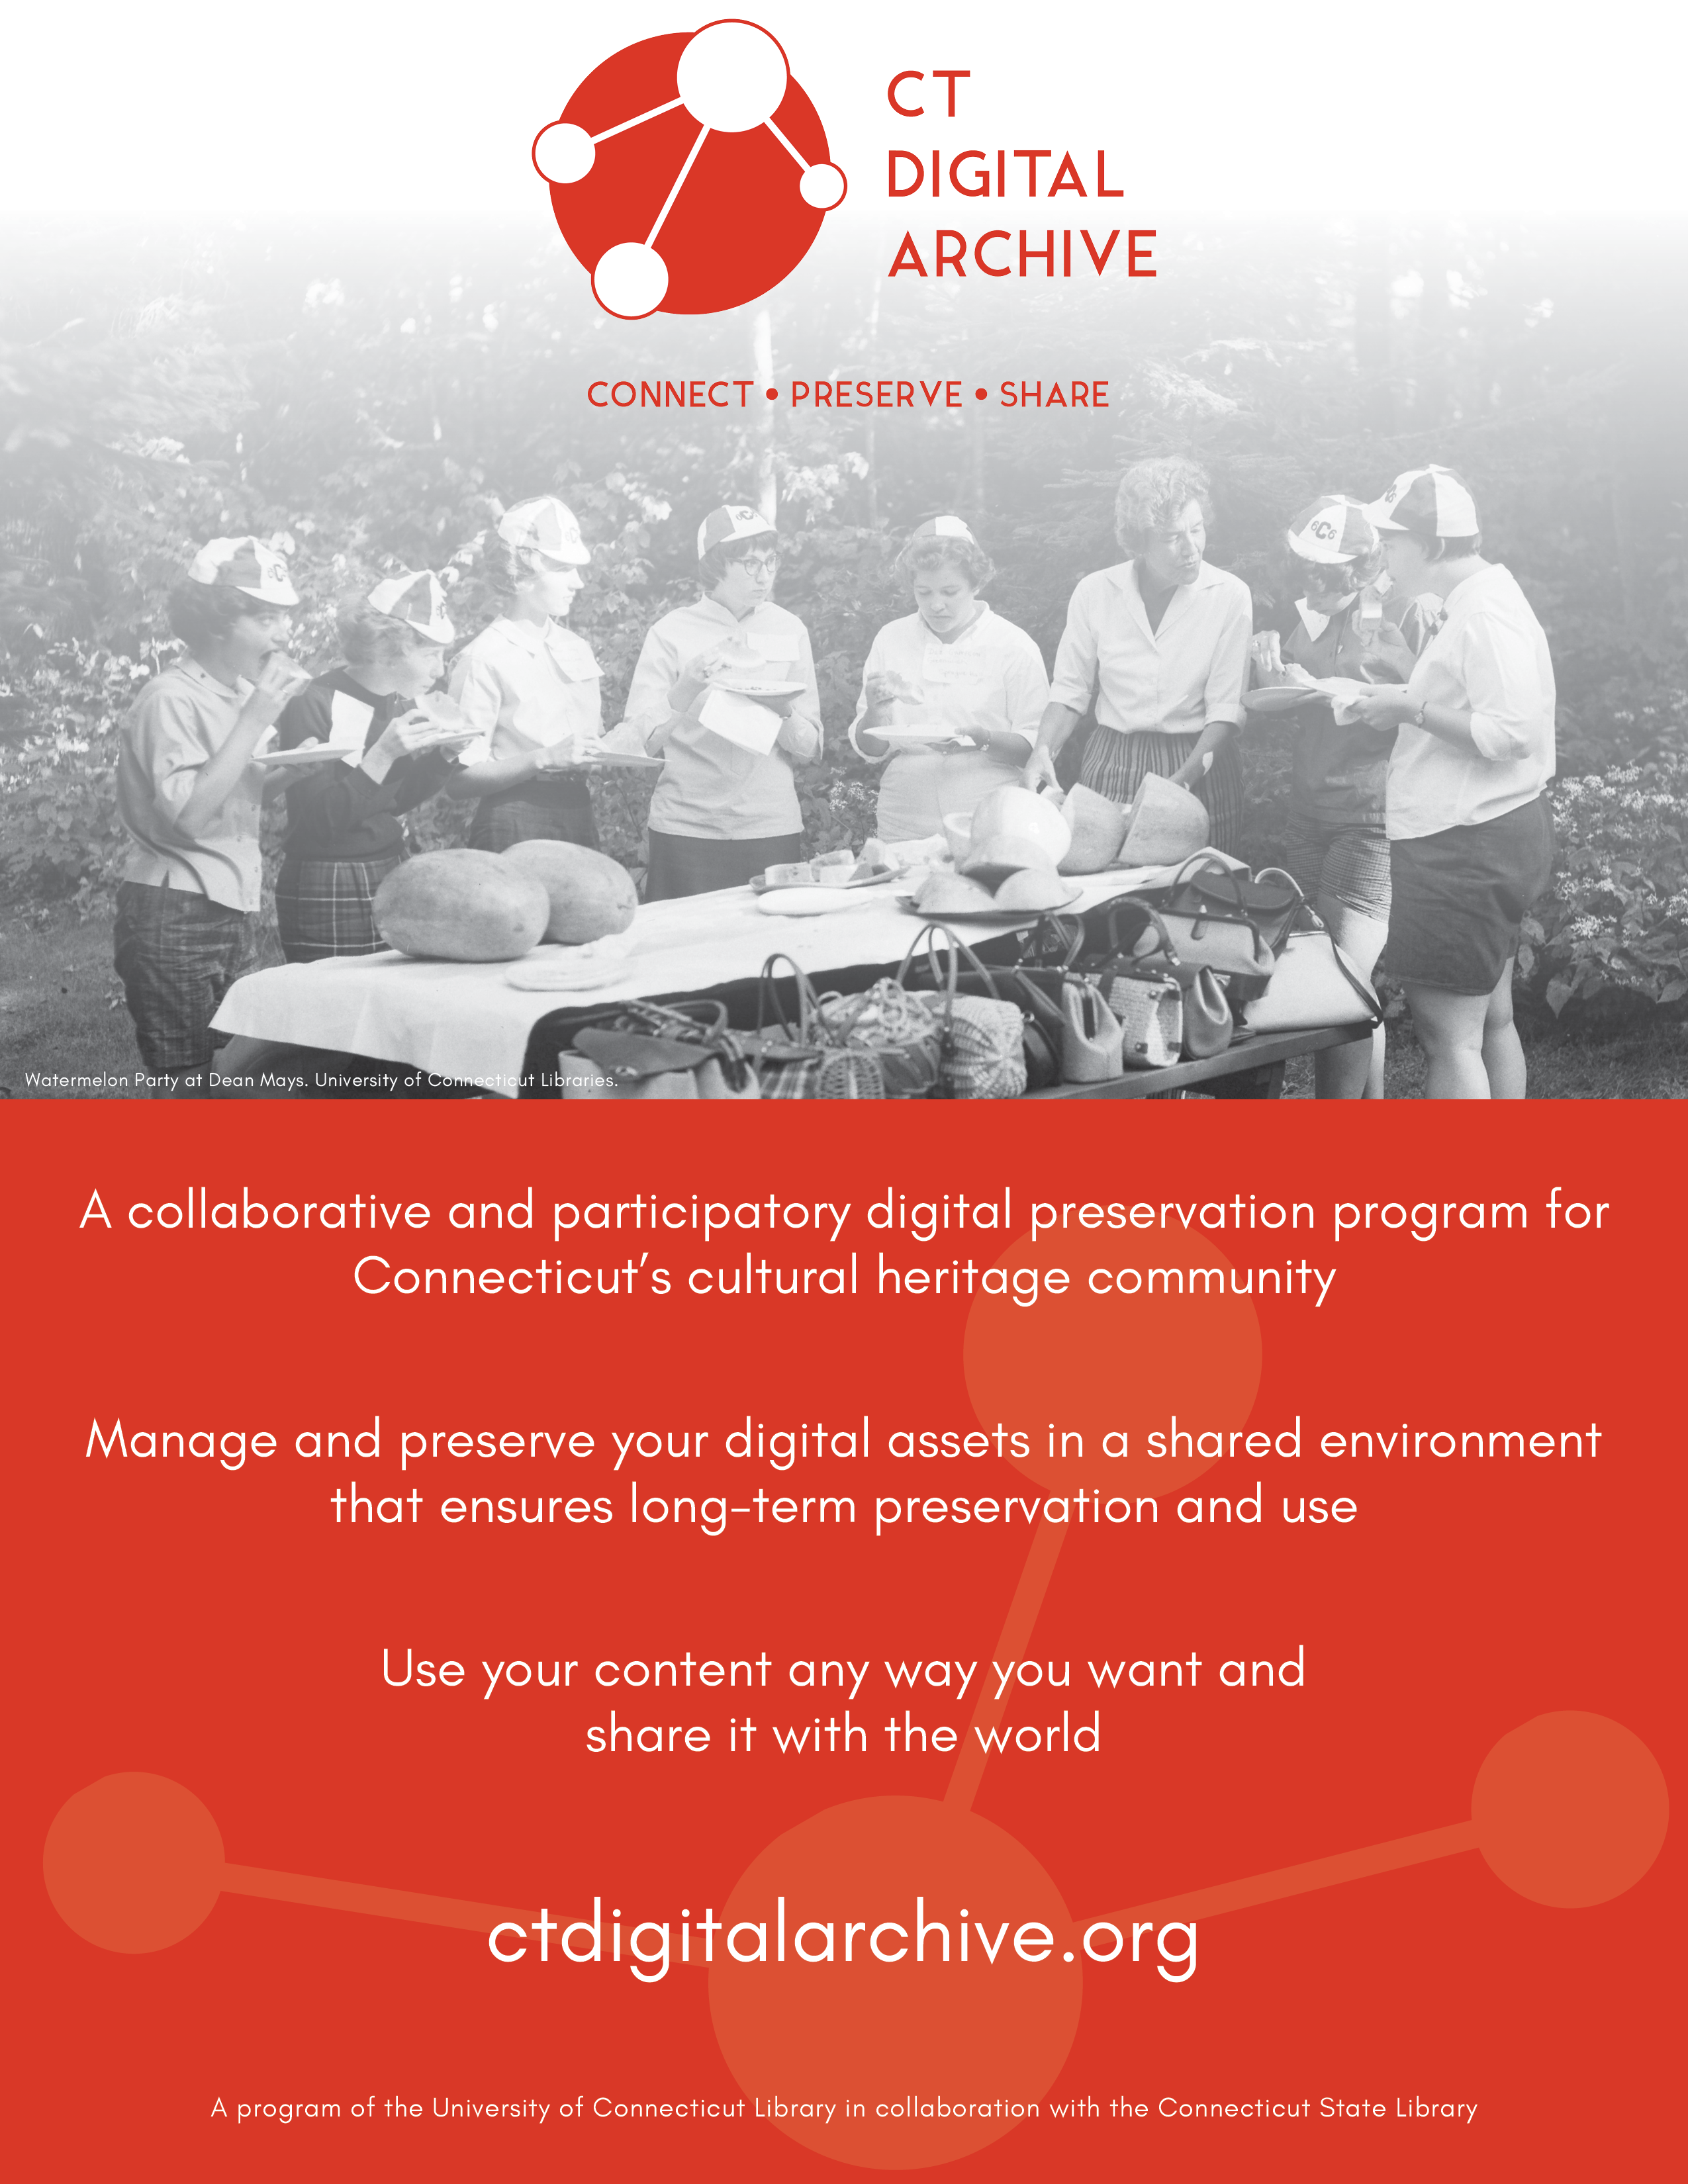 CT
DIGITAL
ARCHIVE
CONNECT • PRESERVE • SHARE
6C6
Watermelon Party at Dean Mays. University of Connecticut Libraries.
A collaborative and participatory digital preservation program for
Connecticut's cultural heritage community
Manage and preserve your digital assets in a shared environment
that ensures long-term preservation and use
Use your content any way you want and
share it with the world
ctdigitalarchive.org
A program of the University of Connecticut Library in collaboration with the Connecticut State Library